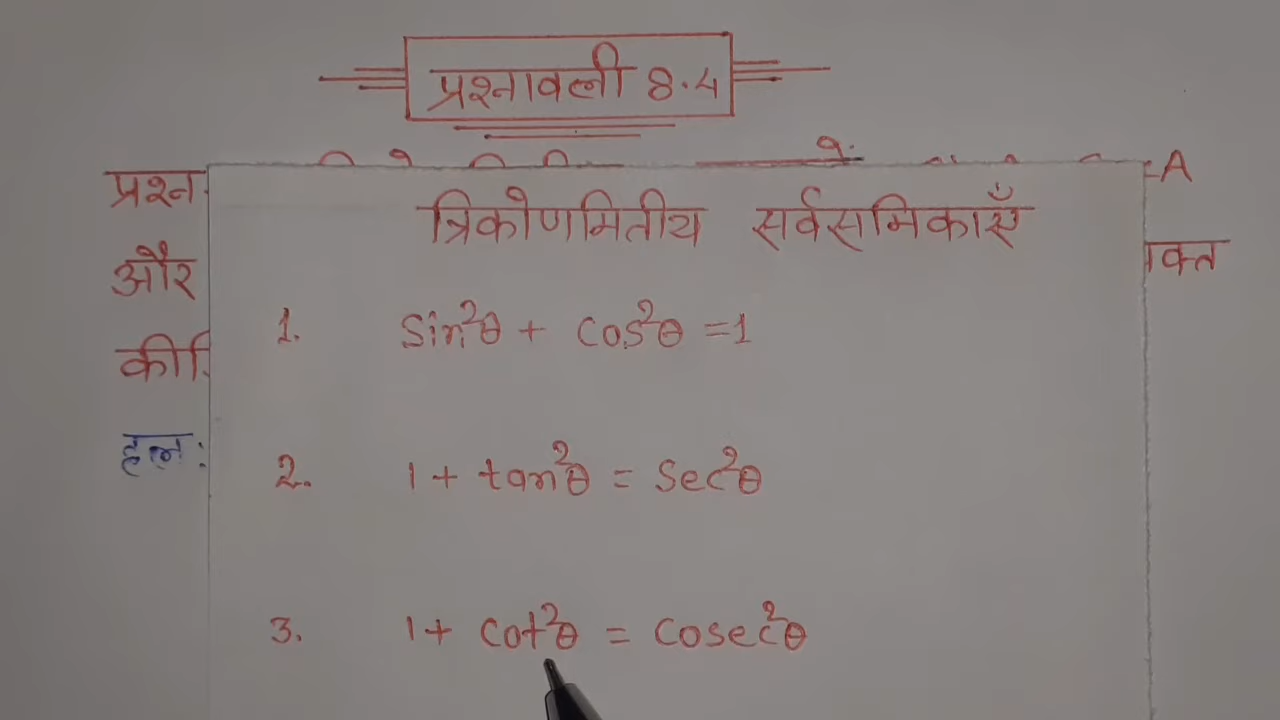 प्रश्नावली 8.4
प्रश्न
A
त्रिकोणमितीय सर्वसमिकाएँ
और
क्त
1. Sin²θ + Cos²θ = 1
की
हल:
2. 1 + tan²θ = Sec²θ
3. 1 + Cot²θ = Cosec²θ